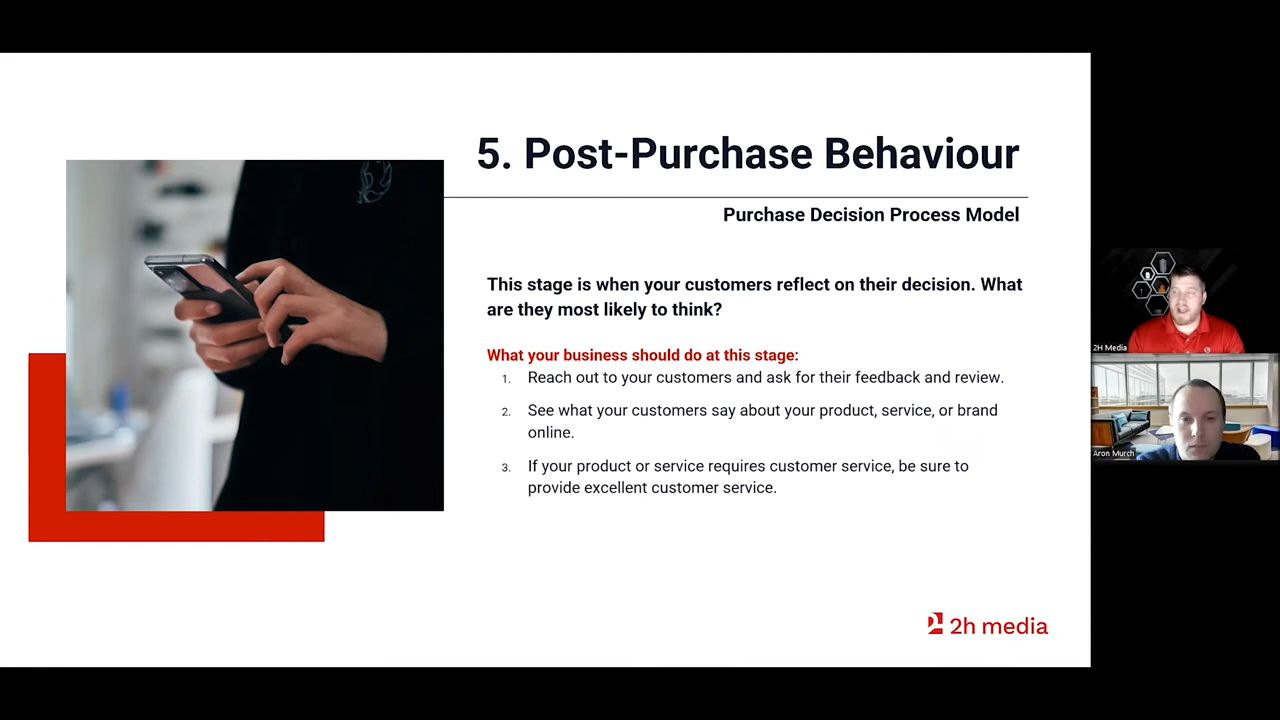 5. Post-Purchase Behaviour
Purchase Decision Process Model
This stage is when your customers reflect on their decision. What
are they most likely to think?
What your business should do at this stage:
1. Reach out to your customers and ask for their feedback and review.
2. See what your customers say about your product, service, or brand
online.
3. If your product or service requires customer service, be sure to
provide excellent customer service.
2h media
2H Media
Aron Murch